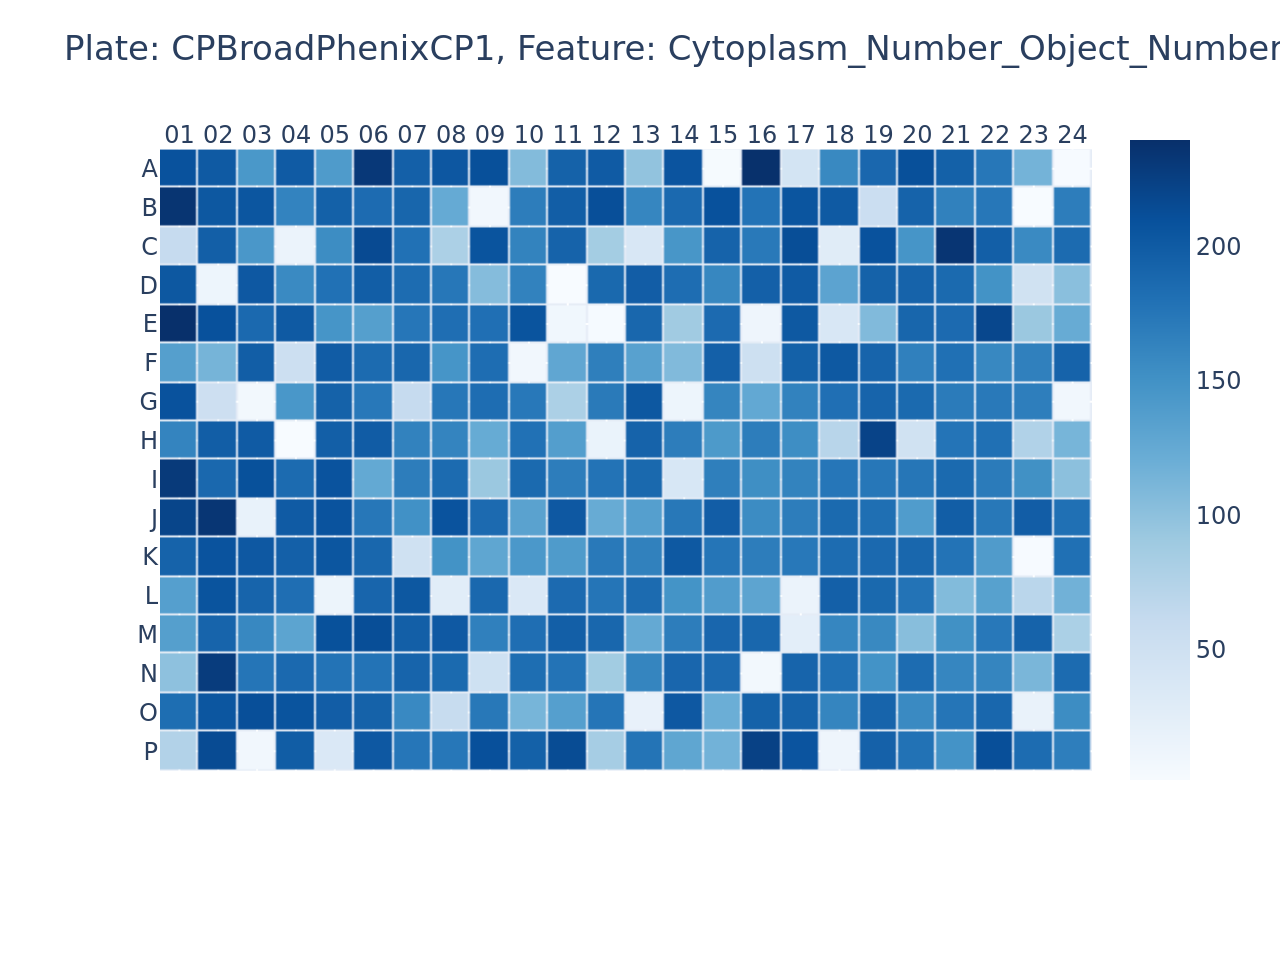 Plate: CPBroadPhenixCP1, Feature: Cytoplasm_Number_Object_Number
01 02 03 04 05 06 07 08 09 10 11 12 13 14 15 16 17 18 19 20 21 22 23 24
A
B
C
D
E
F
G
H
I
J
K
L
M
N
O
P
200
150
100
50